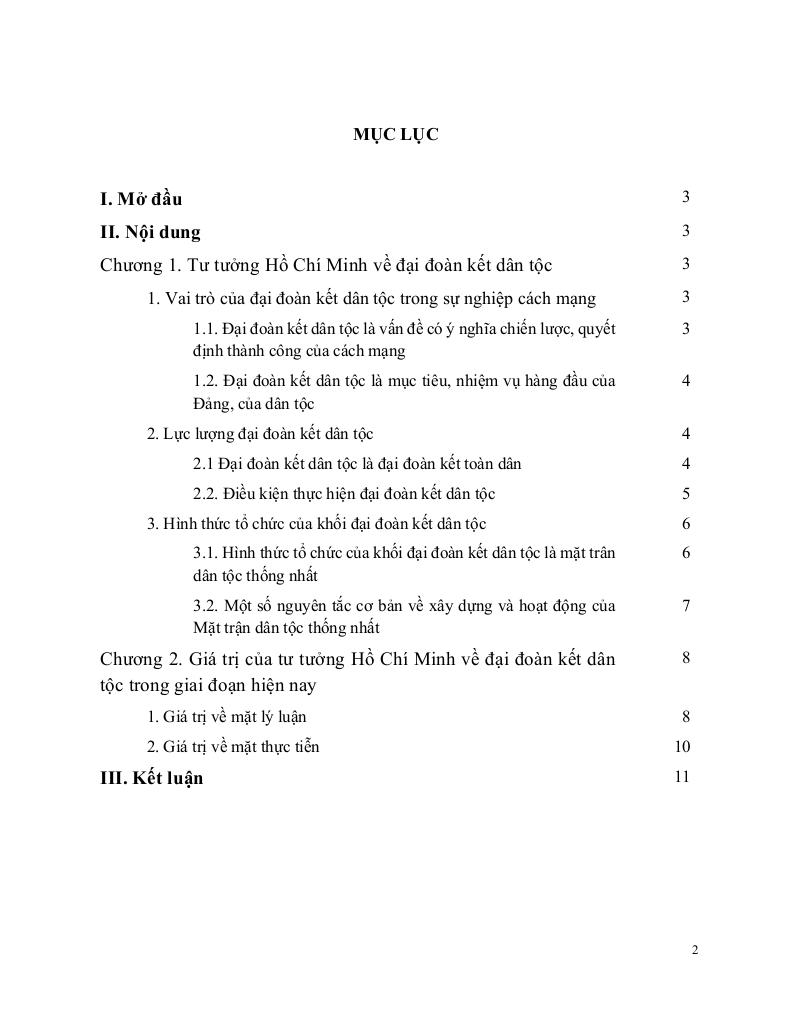 MỤC LỤC
I. Mở đầu 3
II. Nội dung 3
Chương 1. Tư tưởng Hồ Chí Minh về đại đoàn kết dân tộc 3
1. Vai trò của đại đoàn kết dân tộc trong sự nghiệp cách mạng 3
1.1. Đại đoàn kết dân tộc là vấn đề có ý nghĩa chiến lược, quyết 3
định thành công của cách mạng
1.2. Đại đoàn kết dân tộc là mục tiêu, nhiệm vụ hàng đầu của 4
Đảng, của dân tộc
2. Lực lượng đại đoàn kết dân tộc 4
2.1 Đại đoàn kết dân tộc là đại đoàn kết toàn dân 4
2.2. Điều kiện thực hiện đại đoàn kết dân tộc 5
3. Hình thức tổ chức của khối đại đoàn kết dân tộc 6
3.1. Hình thức tổ chức của khối đại đoàn kết dân tộc là mặt trân 6
dân tộc thống nhất
3.2. Một số nguyên tắc cơ bản về xây dựng và hoạt động của 7
Mặt trận dân tộc thống nhất
Chương 2. Giá trị của tư tưởng Hồ Chí Minh về đại đoàn kết dân 8
tộc trong giai đoạn hiện nay
1. Giá trị về mặt lý luận 8
2. Giá trị về mặt thực tiễn 10
III. Kết luận 11
2